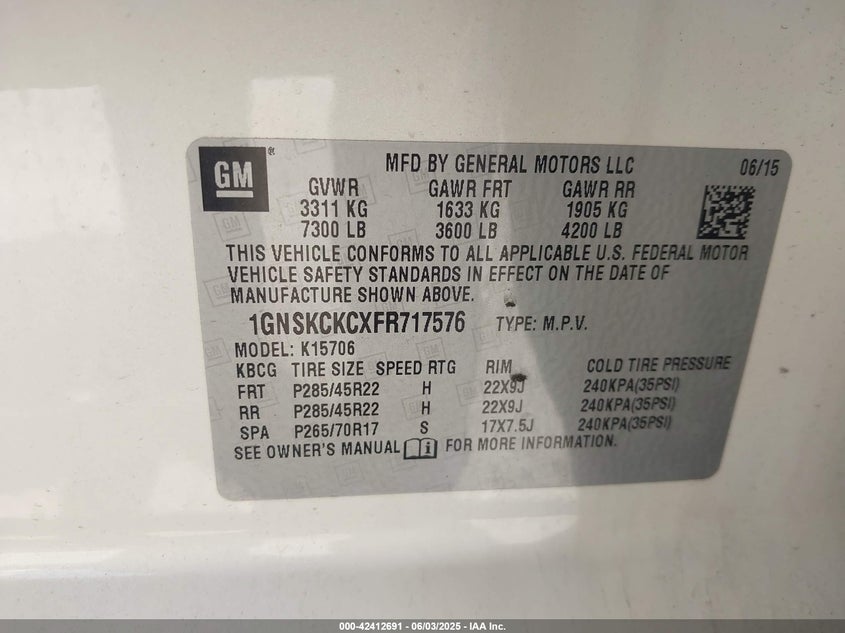 GM ® MFD BY GENERAL MOTORS LLC 06/15
GVWR GAWR FRT GAWR RR
3311 KG 1633 KG 1905 KG
7300 LB 3600 LB 4200 LB
THIS VEHICLE CONFORMS TO ALL APPLICABLE U.S. FEDERAL MOTOR
VEHICLE SAFETY STANDARDS IN EFFECT ON THE DATE OF
MANUFACTURE SHOWN ABOVE.
1GNSKCKCXFR717576 TYPE: M.P.V.
MODEL: K15706
KBCG TIRE SIZE SPEED RTG RIM COLD TIRE PRESSURE
FRT P285/45R22 H 22X9J 240KPA(35PSI)
RR P285/45R22 H 22X9J 240KPA(35PSI)
SPA P265/70R17 S 17X7.5J 240KPA(35PSI)
SEE OWNER'S MANUAL i FOR MORE INFORMATION.
000-42412691 - 06/03/2025 - IAA Inc.